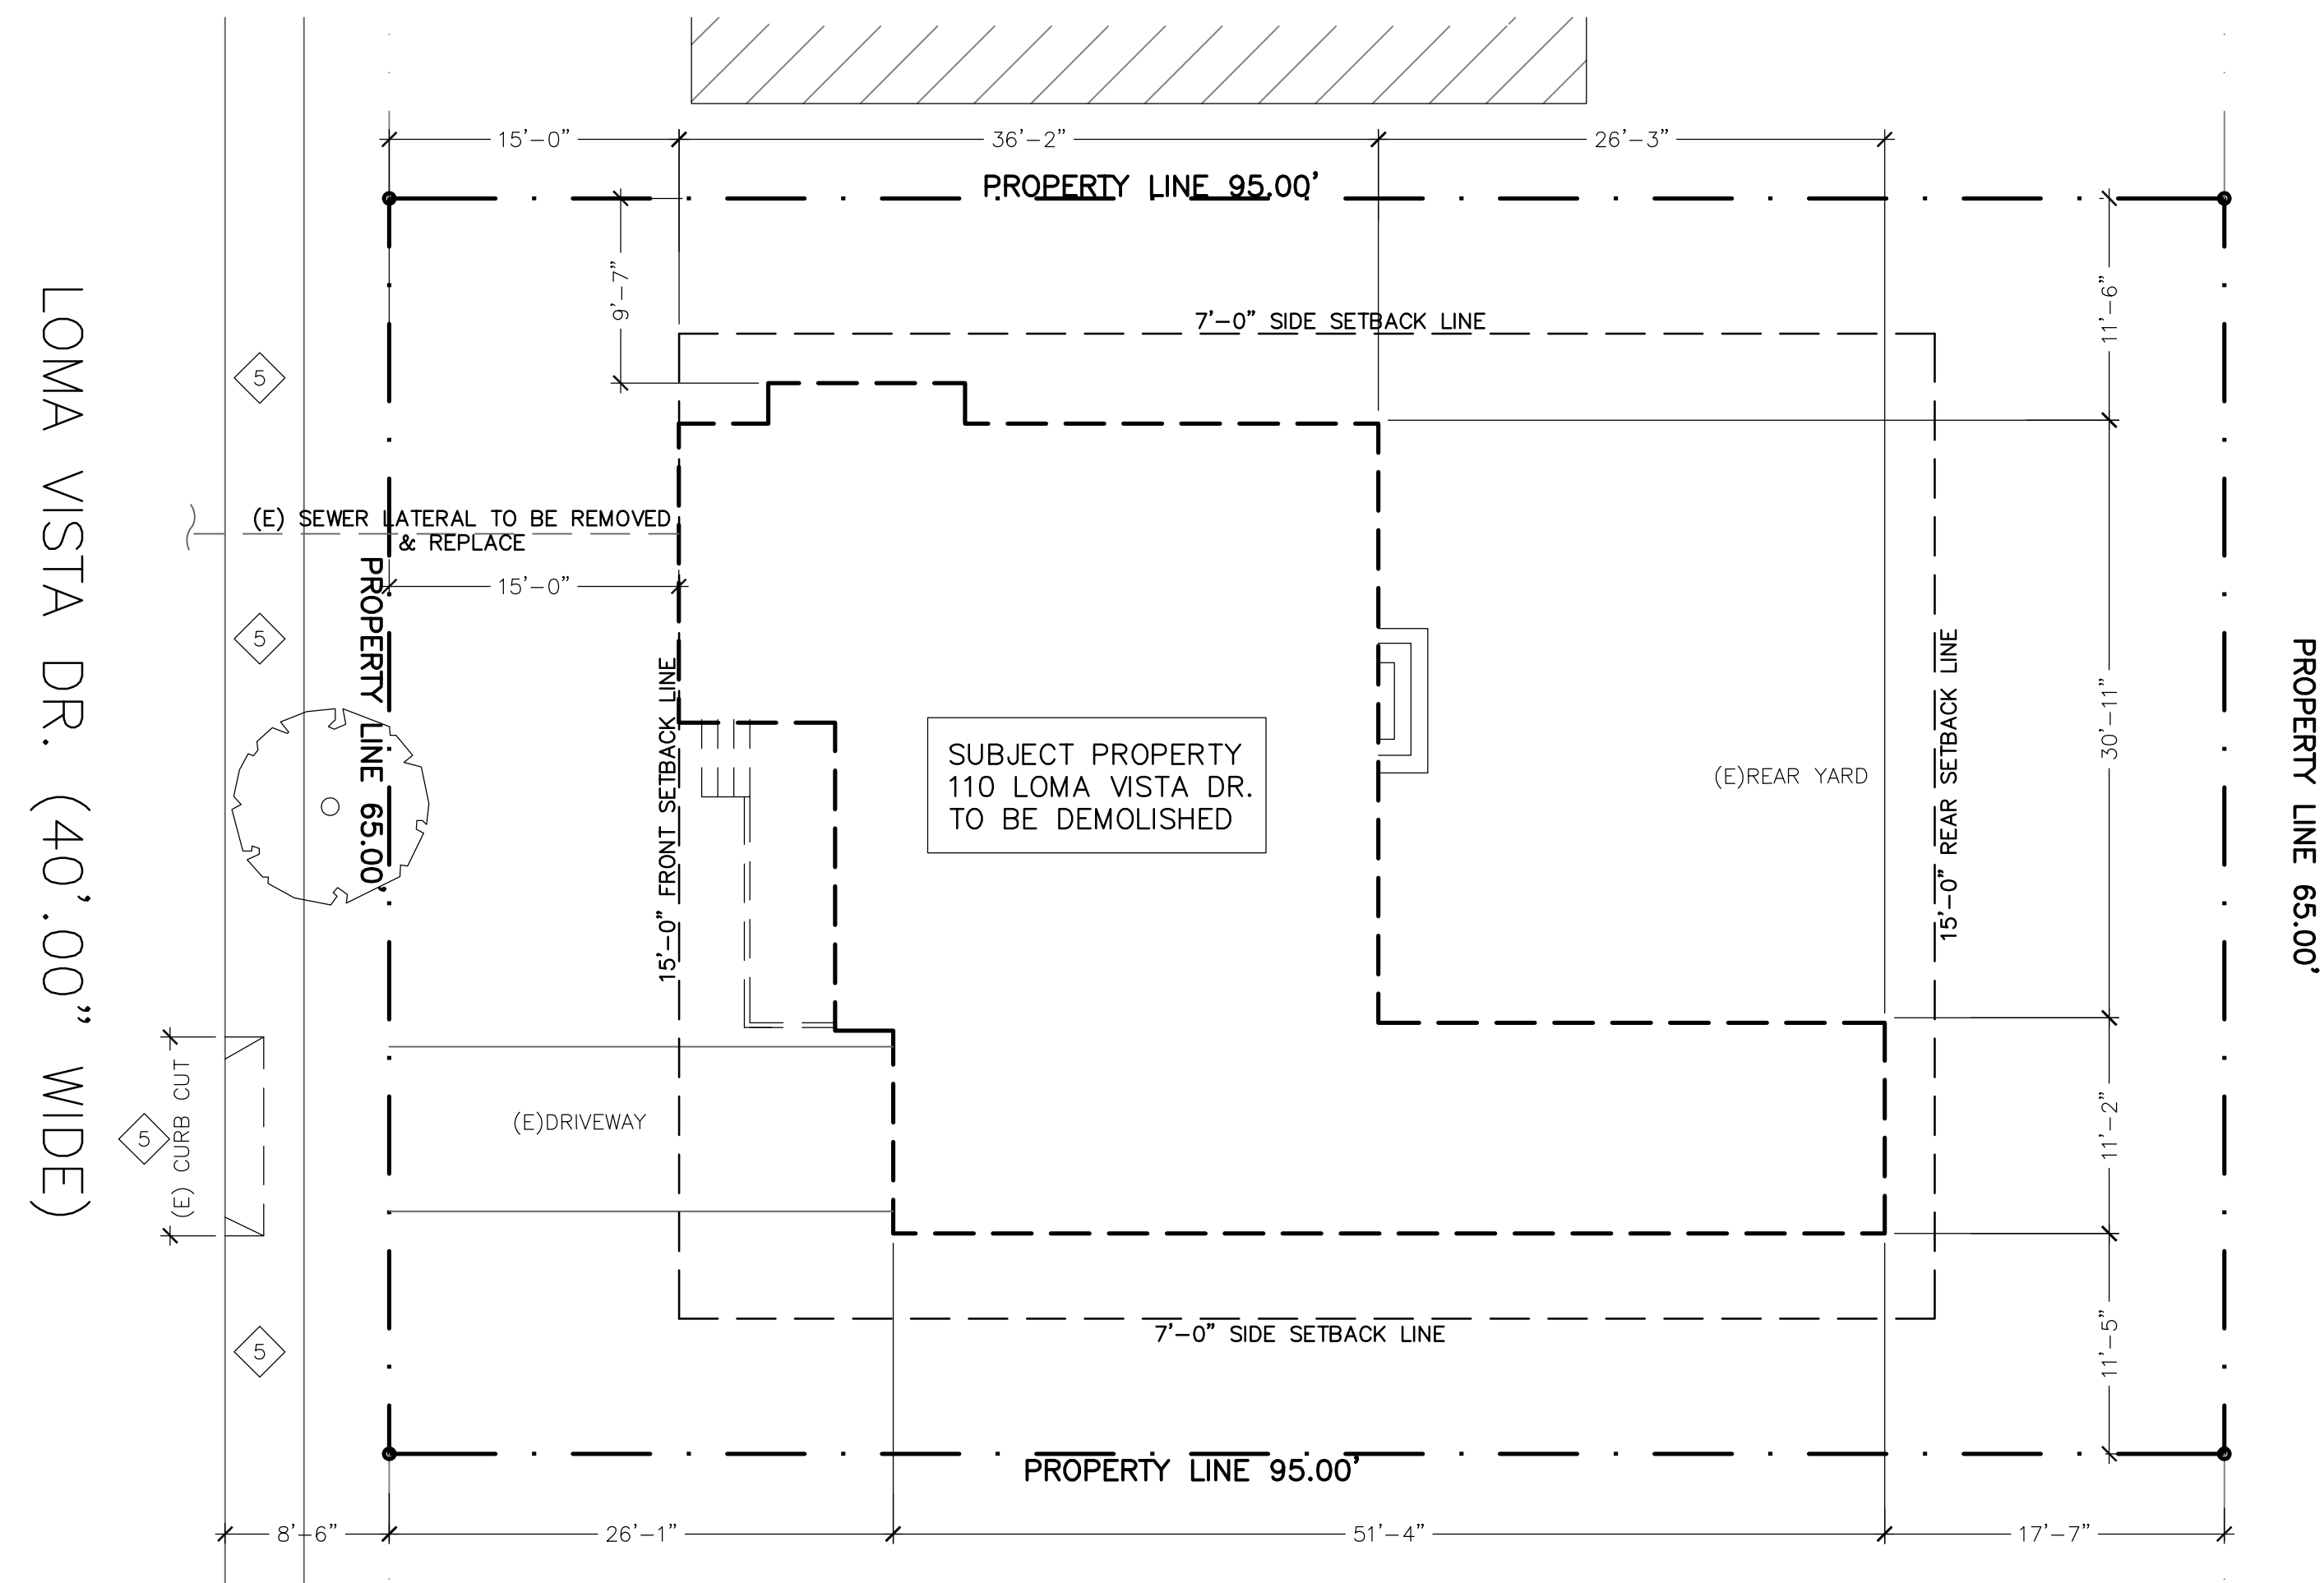 15'-0"
36'-2"
26'-3"
PROPERTY LINE 95.00'
9'-7"
11'-6"
7'-0" SIDE SETBACK LINE
LOMA VISTA DR. (40'.00" WIDE)
5
(E) SEWER LATERAL TO BE REMOVED
& REPLACE
15'-0"
PROPERTY LINE 65.00'
5
15'-0" FRONT SETBACK LINE
SUBJECT PROPERTY
110 LOMA VISTA DR.
TO BE DEMOLISHED
(E)REAR YARD
15'-0" REAR SETBACK LINE
30'-11"
PROPERTY LINE 65.00'
5
(E) CURB CUT
(E)DRIVEWAY
11'-2"
7'-0" SIDE SETBACK LINE
5
11'-5"
PROPERTY LINE 95.00'
8'-6"
26'-1"
51'-4"
17'-7"